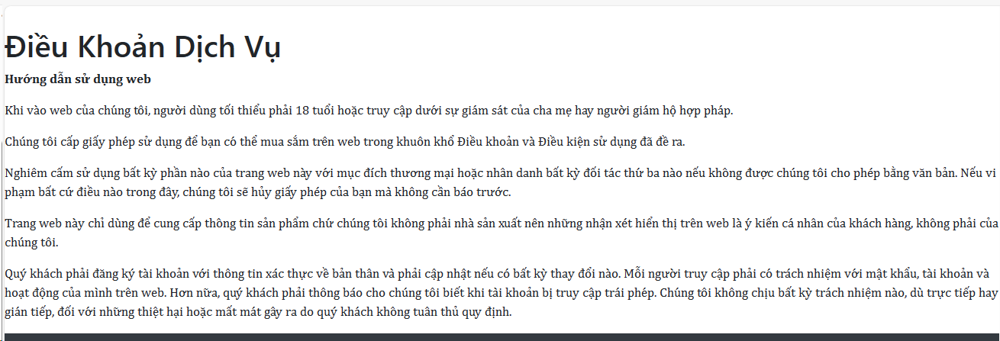 Điều Khoản Dịch Vụ
Hướng dẫn sử dụng web
Khi vào web của chúng tôi, người dùng tối thiểu phải 18 tuổi hoặc truy cập dưới sự giám sát của cha mẹ hay người giám hộ hợp pháp.
Chúng tôi cấp giấy phép sử dụng để bạn có thể mua sắm trên web trong khuôn khổ Điều khoản và Điều kiện sử dụng đã đề ra.
Nghiêm cấm sử dụng bất kỳ phần nào của trang web này với mục đích thương mại hoặc nhân danh bất kỳ đối tác thứ ba nào nếu không được chúng tôi cho phép bằng văn bản. Nếu vi
phạm bất cứ điều nào trong đây, chúng tôi sẽ hủy giấy phép của bạn mà không cần báo trước.
Trang web này chỉ dùng để cung cấp thông tin sản phẩm chứ chúng tôi không phải nhà sản xuất nên những nhận xét hiển thị trên web là ý kiến cá nhân của khách hàng, không phải của
chúng tôi.
Quý khách phải đăng ký tài khoản với thông tin xác thực về bản thân và phải cập nhật nếu có bất kỳ thay đổi nào. Mỗi người truy cập phải có trách nhiệm với mật khẩu, tài khoản và
hoạt động của mình trên web. Hơn nữa, quý khách phải thông báo cho chúng tôi biết khi tài khoản bị truy cập trái phép. Chúng tôi không chịu bất kỳ trách nhiệm nào, dù trực tiếp hay
gián tiếp, đối với những thiệt hại hoặc mất mát gây ra do quý khách không tuân thủ quy định.